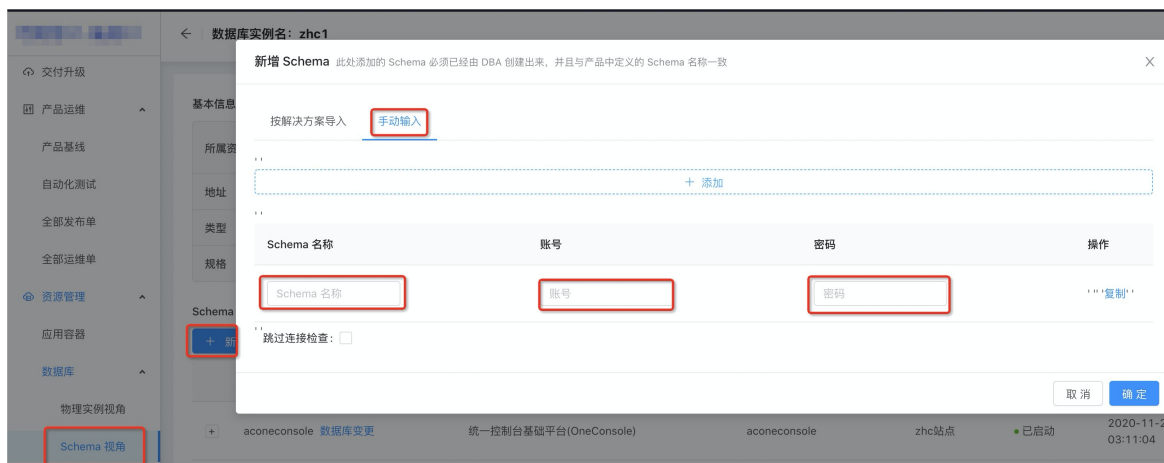 数据库实例名：zhc1
交付升级
产品运维
产品基线
自动化测试
全部发布单
全部运维单
资源管理
应用容器
数据库
物理实例视角
Schema 视角
基本信息
所属资
地址
类型
规格
Schema
+ 新
新增 Schema 此处添加的 Schema 必须已经由 DBA 创建出来，并且与产品中定义的 Schema 名称一致
按解决方案导入 手动输入
' '
+ 添加
' '
Schema 名称 账号 密码 操作
Schema 名称 账号 密码 ' '' '复制' '
' '跳过连接检查：
取 消 确 定
aconeconsole 数据库变更 统一控制台基础平台(OneConsole) aconeconsole zhc站点 已启动 2020-11-2
03:11:04